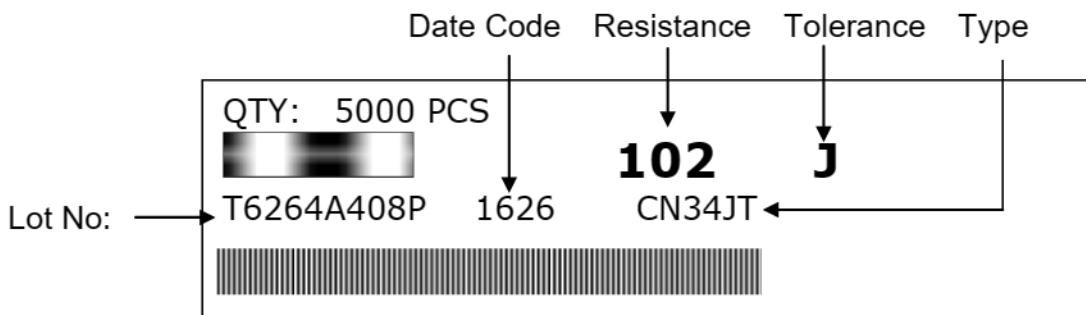 Date Code Resistance Tolerance Type
QTY: 5000 PCS
102 J
Lot No: T6264A408P 1626 CN34JT